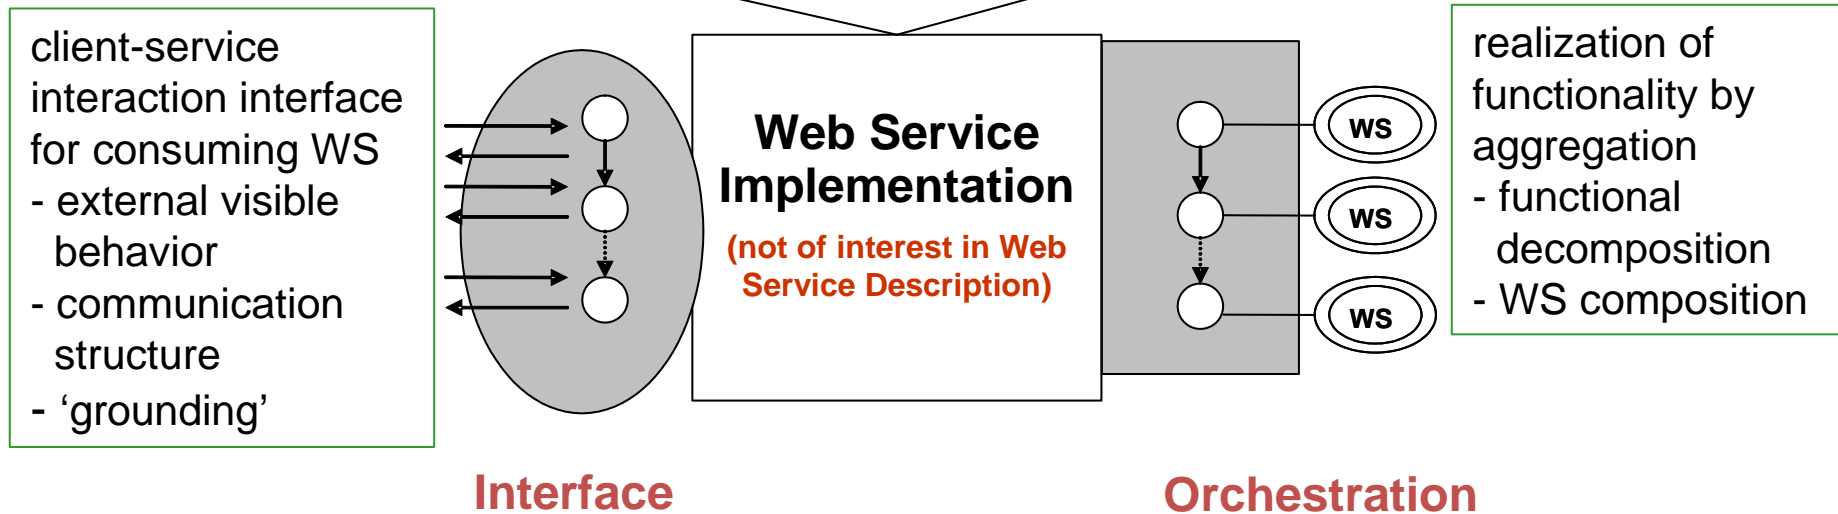 client-service
interaction interface
for consuming WS
- external visible
behavior
- communication
structure
- ‘grounding’
Web Service
Implementation
(not of interest in Web
Service Description)
WS
WS
WS
realization of
functionality by
aggregation
- functional
decomposition
- WS composition
Interface
Orchestration